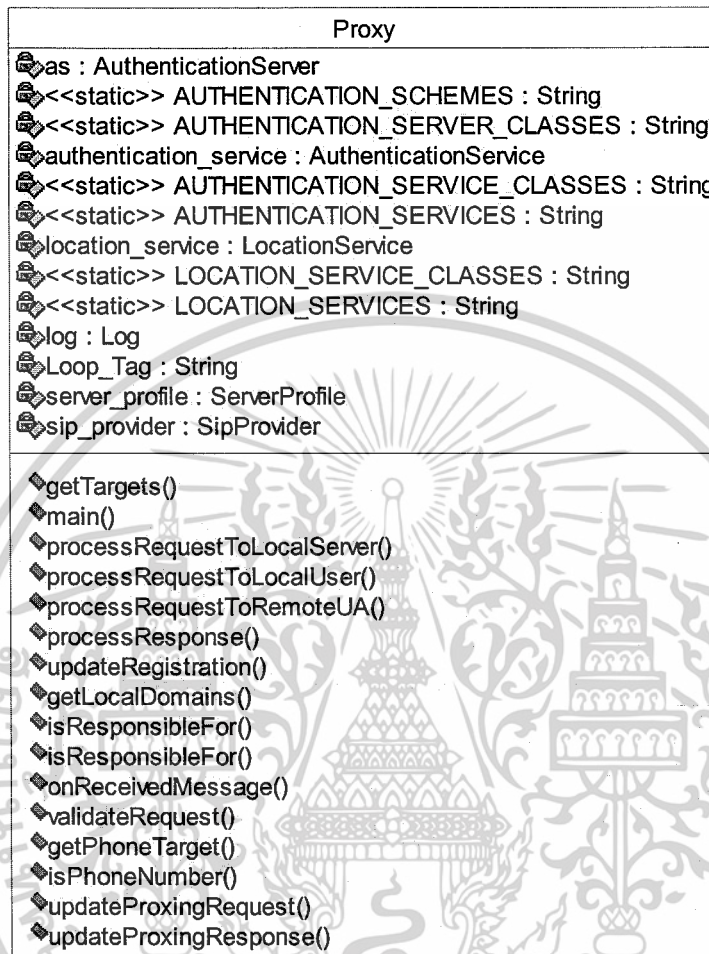 Proxy
as : AuthenticationServer
<<static>> AUTHENTICATION_SCHEMES : String
<<static>> AUTHENTICATION_SERVER_CLASSES : String
authentication_service : AuthenticationService
<<static>> AUTHENTICATION_SERVICE_CLASSES : String
<<static>> AUTHENTICATION_SERVICES : String
location_service : LocationService
<<static>> LOCATION_SERVICE_CLASSES : String
<<static>> LOCATION_SERVICES : String
log : Log
Loop_Tag : String
server_profile : ServerProfile
sip_provider : SipProvider
getTargets()
main()
processRequestToLocalServer()
processRequestToLocalUser()
processRequestToRemoteUA()
processResponse()
updateRegistration()
getLocalDomains()
isResponsibleFor()
isResponsibleFor()
onReceivedMessage()
validateRequest()
getPhoneTarget()
isPhoneNumber()
updateProxingRequest()
updateProxingResponse()